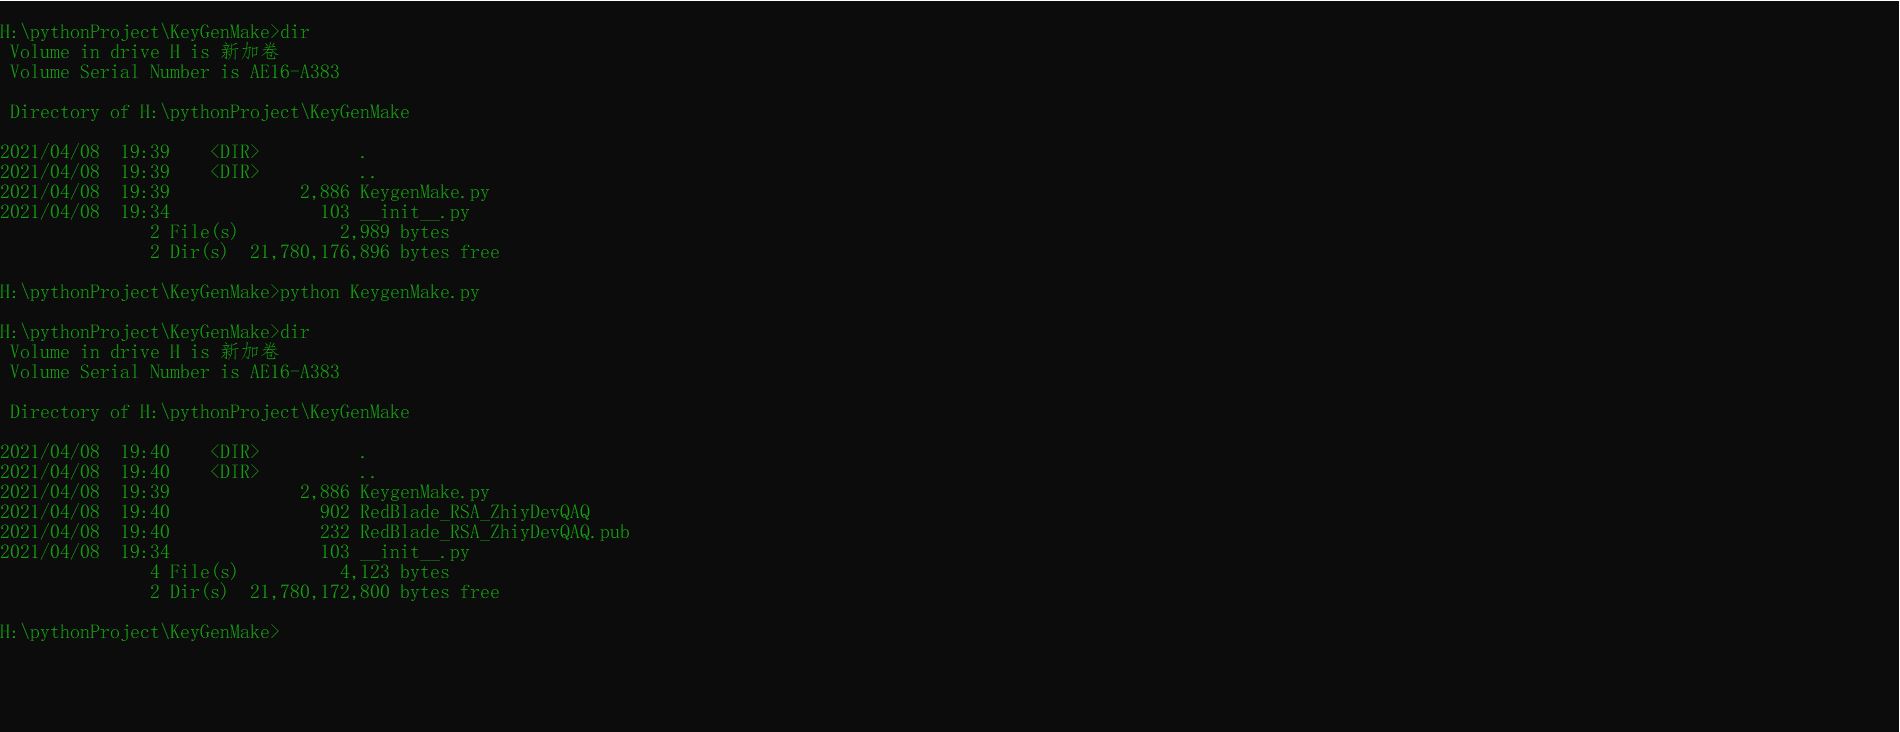 H:\pythonProject\KeyGenMake>dir
 Volume in drive H is 新加卷
 Volume Serial Number is AE16-A383
 Directory of H:\pythonProject\KeyGenMake
2021/04/08  19:39    <DIR>          .
2021/04/08  19:39    <DIR>          ..
2021/04/08  19:39             2,886 KeygenMake.py
2021/04/08  19:34               103 __init__.py
               2 File(s)          2,989 bytes
               2 Dir(s)  21,780,176,896 bytes free
H:\pythonProject\KeyGenMake>python KeygenMake.py
H:\pythonProject\KeyGenMake>dir
 Volume in drive H is 新加卷
 Volume Serial Number is AE16-A383
 Directory of H:\pythonProject\KeyGenMake
2021/04/08  19:40    <DIR>          .
2021/04/08  19:40    <DIR>          ..
2021/04/08  19:39             2,886 KeygenMake.py
2021/04/08  19:40               902 RedBlade_RSA_ZhiyDevQAQ
2021/04/08  19:40               232 RedBlade_RSA_ZhiyDevQAQ.pub
2021/04/08  19:34               103 __init__.py
               4 File(s)          4,123 bytes
               2 Dir(s)  21,780,172,800 bytes free
H:\pythonProject\KeyGenMake>